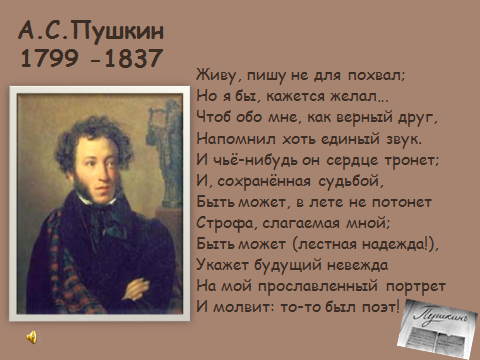 А.С.Пушкин
1799 -1837
Живу, пишу не для похвал;
Но я бы, кажется желал...
Чтоб обо мне, как верный друг,
Напомнил хоть единый звук.
И чьё-нибудь он сердце тронет;
И, сохранённая судьбой,
Быть может, в лете не потонет
Строфа, слагаемая мной;
Быть может (лестная надежда!),
Укажет будущий невежда
На мой прославленный портрет
И молвит: то-то был поэт!
Пушкинъ